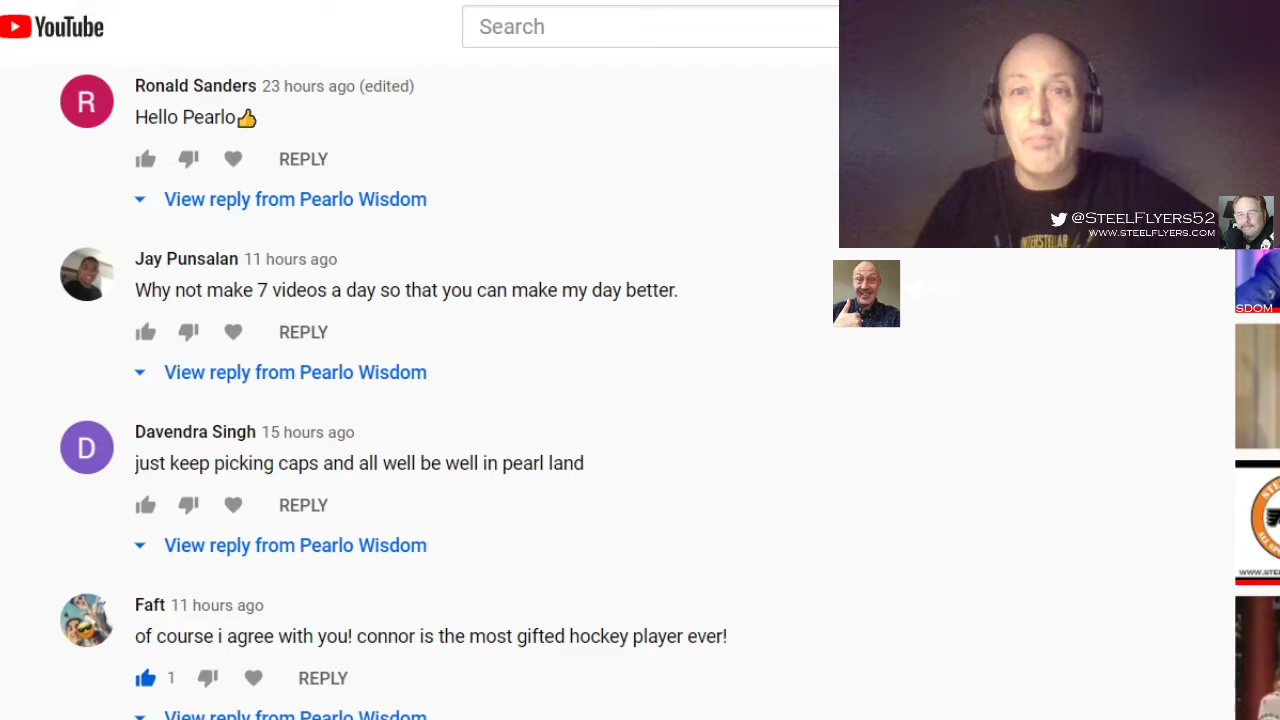 YouTube
Search
R
Ronald Sanders 23 hours ago (edited)
Hello Pearlo👍
REPLY
View reply from Pearlo Wisdom
@STEELFLYERS52
WWW.STEELFLYERS.COM
INTERSTELLAR
Jay Punsalan 11 hours ago
Why not make 7 videos a day so that you can make my day better.
REPLY
View reply from Pearlo Wisdom
SDOM
D
Davendra Singh 15 hours ago
just keep picking caps and all well be well in pearl land
REPLY
View reply from Pearlo Wisdom
WWW.STE
Faft 11 hours ago
of course i agree with you! connor is the most gifted hockey player ever!
1
REPLY
View reply from Pearlo Wisdom